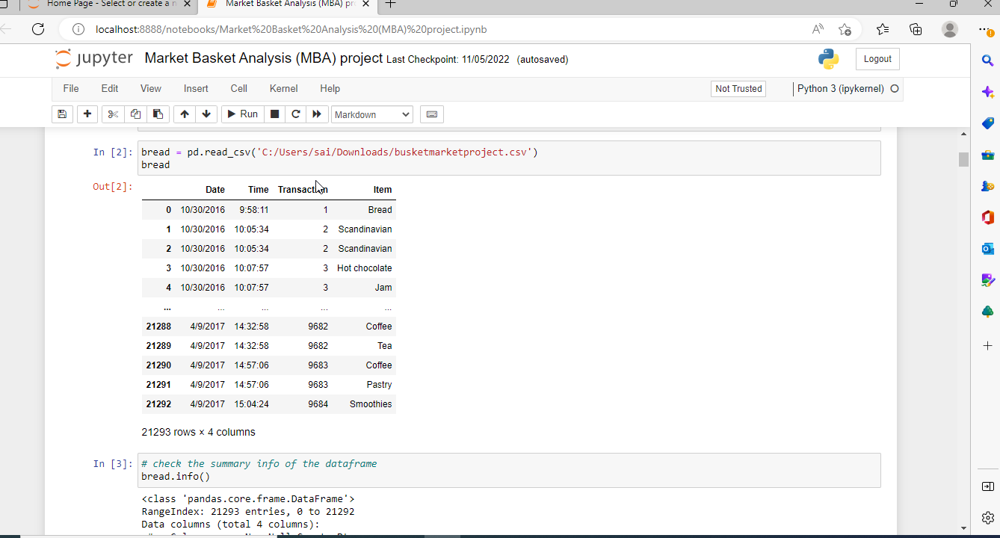 Home Page - Select or create a n
Market Basket Analysis (MBA) pr
localhost:8888/notebooks/Market%20Basket%20Analysis%20(MBA)%20project.ipynb
jupyter Market Basket Analysis (MBA) project Last Checkpoint: 11/05/2022 (autosaved)
Logout
File Edit View Insert Cell Kernel Help
Not Trusted
Python 3 (ipykernel)
Run
Markdown
In [2]: bread = pd.read_csv('C:/Users/sai/Downloads/busketmarketproject.csv')
bread
Out[2]:
Date Time Transaction Item
0 10/30/2016 9:58:11 1 Bread
1 10/30/2016 10:05:34 2 Scandinavian
2 10/30/2016 10:05:34 2 Scandinavian
3 10/30/2016 10:07:57 3 Hot chocolate
4 10/30/2016 10:07:57 3 Jam
... ... ... ... ...
21288 4/9/2017 14:32:58 9682 Coffee
21289 4/9/2017 14:32:58 9682 Tea
21290 4/9/2017 14:57:06 9683 Coffee
21291 4/9/2017 14:57:06 9683 Pastry
21292 4/9/2017 15:04:24 9684 Smoothies
21293 rows × 4 columns
In [3]: # check the summary info of the dataframe
bread.info()
<class 'pandas.core.frame.DataFrame'>
RangeIndex: 21293 entries, 0 to 21292
Data columns (total 4 columns):